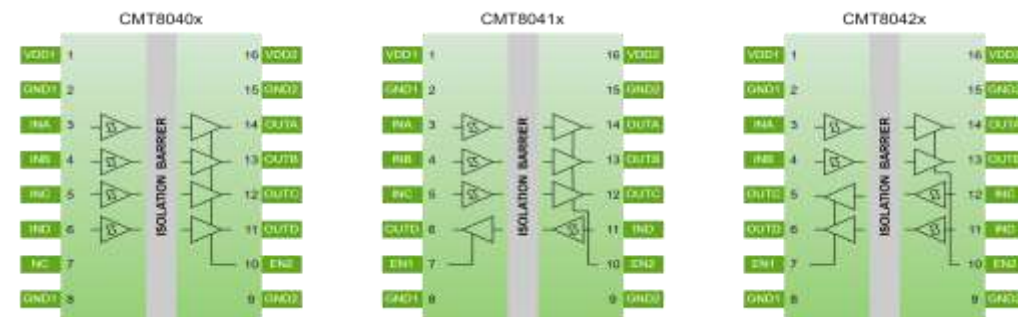 CMT8040x
VDD1 1 16 VDD2
GND1 2 15 GND2
INA 3 14 OUTA
INB 4 13 OUTB
INC 5 12 OUTC
IND 6 11 OUTD
NC 7 10 EN2
GND1 8 9 GND2
ISOLATION BARRIER
CMT8041x
VDD1 1 16 VDD2
GND1 2 15 GND2
INA 3 14 OUTA
INB 4 13 OUTB
INC 5 12 OUTC
OUTD 6 11 IND
EN1 7 10 EN2
GND1 8 9 GND2
ISOLATION BARRIER
CMT8042x
VDD1 1 16 VDD2
GND1 2 15 GND2
INA 3 14 OUTA
INB 4 13 OUTB
OUTC 5 12 INC
OUTD 6 11 IND
EN1 7 10 EN2
GND1 8 9 GND2
ISOLATION BARRIER